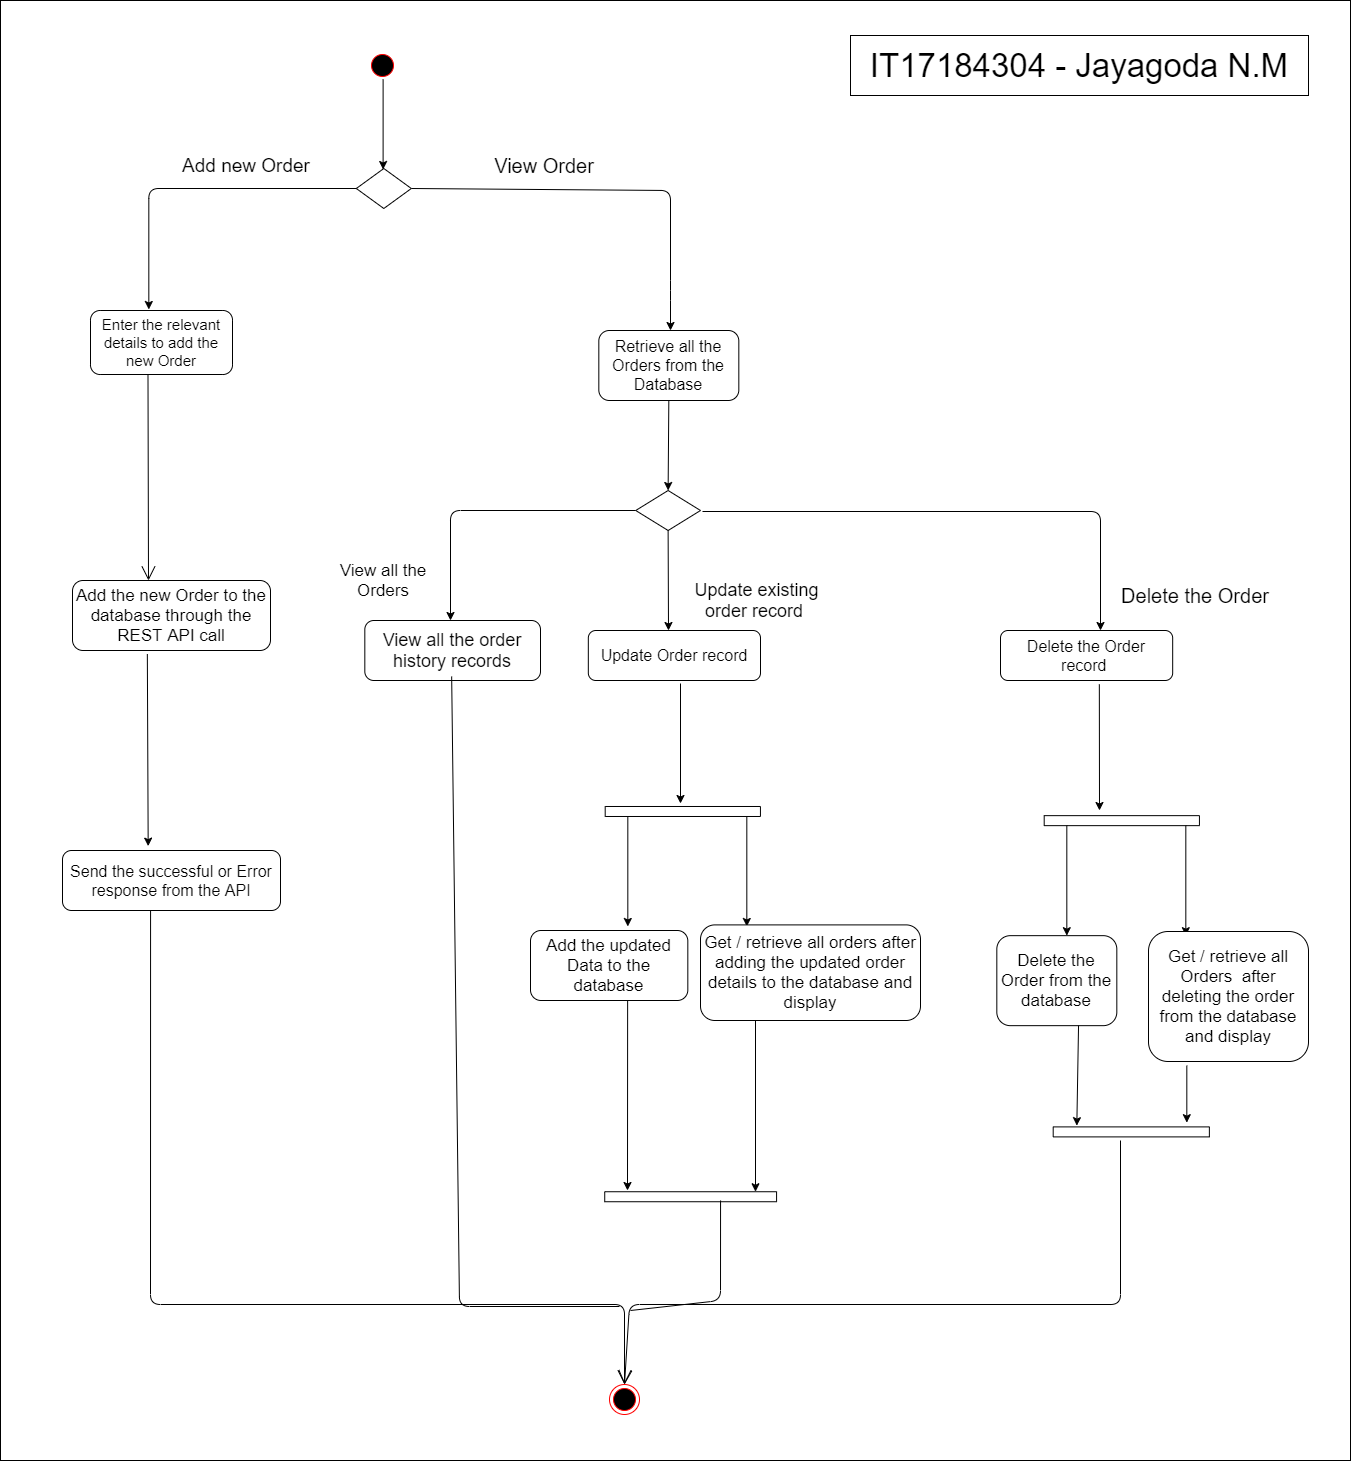 IT17184304 - Jayagoda N.M
Add new Order
View Order
Enter the relevant
details to add the
new Order
Retrieve all the
Orders from the
Database
View all the
Orders
Update existing
order record
Delete the Order
Add the new Order to the
database through the
REST API call
View all the order
history records
Update Order record
Delete the Order
record
Send the successful or Error
response from the API
Add the updated
Data to the
database
Get / retrieve all orders after
adding the updated order
details to the database and
display
Delete the
Order from the
database
Get / retrieve all
Orders  after
deleting the order
from the database
and display